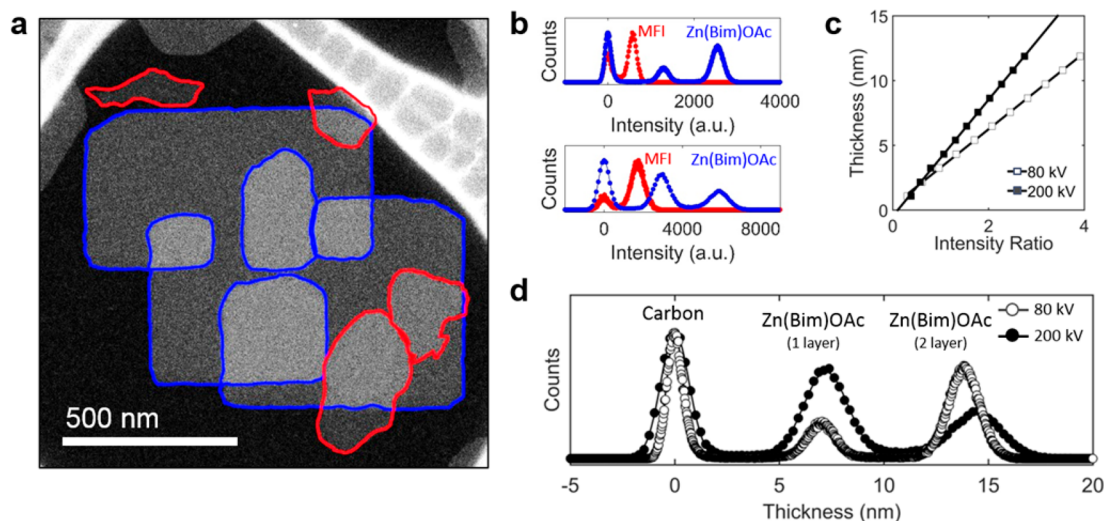 a
500 nm
b
Counts
MFI
Zn(Bim)OAc
0 2000 4000
Intensity (a.u.)
Counts
MFI
Zn(Bim)OAc
0 4000 8000
Intensity (a.u.)
c
Thickness (nm)
15
10
5
0
0 2 4
Intensity Ratio
80 kV
200 kV
d
Counts
Carbon
Zn(Bim)OAc
(1 layer)
Zn(Bim)OAc
(2 layer)
80 kV
200 kV
-5 0 5 10 15 20
Thickness (nm)